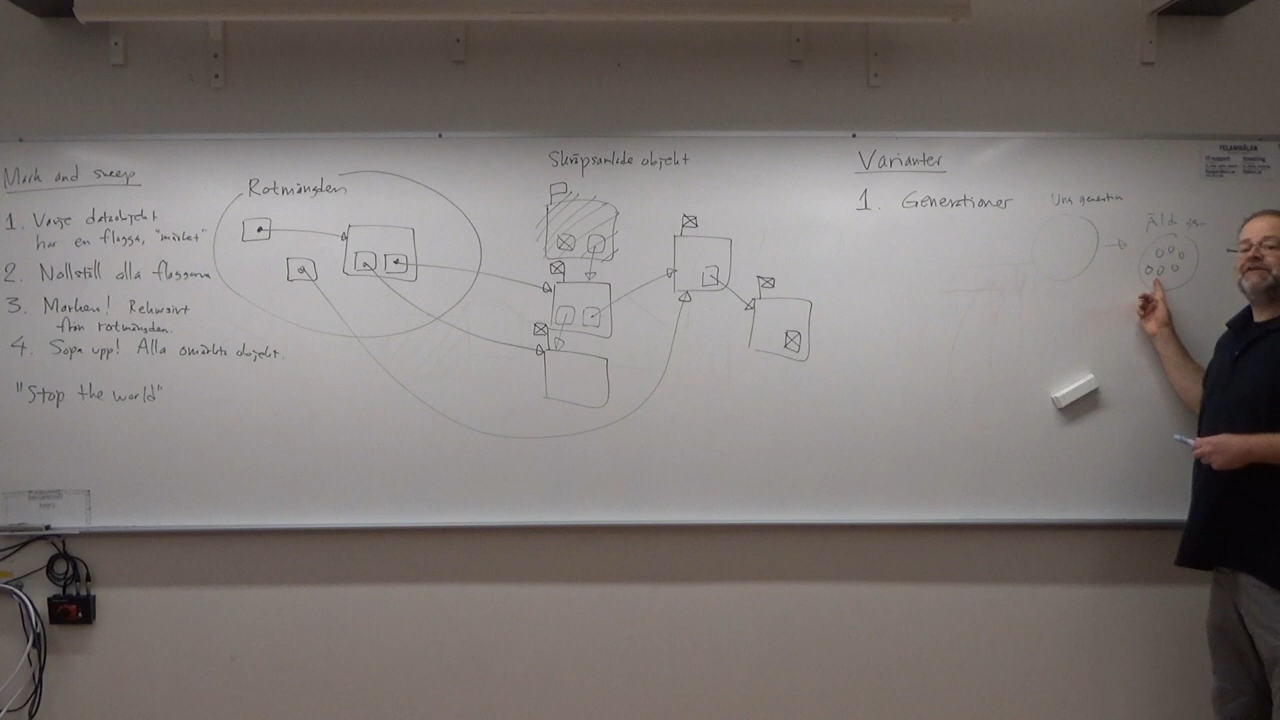 Mark and sweep
1. Varje dataobjekt
har en flagga, "märket"
2. Nollställ alla flaggorna
3. Markera! Rekursivt
från rotmängden.
4. Sopa upp! Alla omärkta objekt.
"Stop the world"
Rotmängden
Skräpsamlade objekt
Varianter
1. Generationer
Ung generation
Äldre
FELANMÄLAN